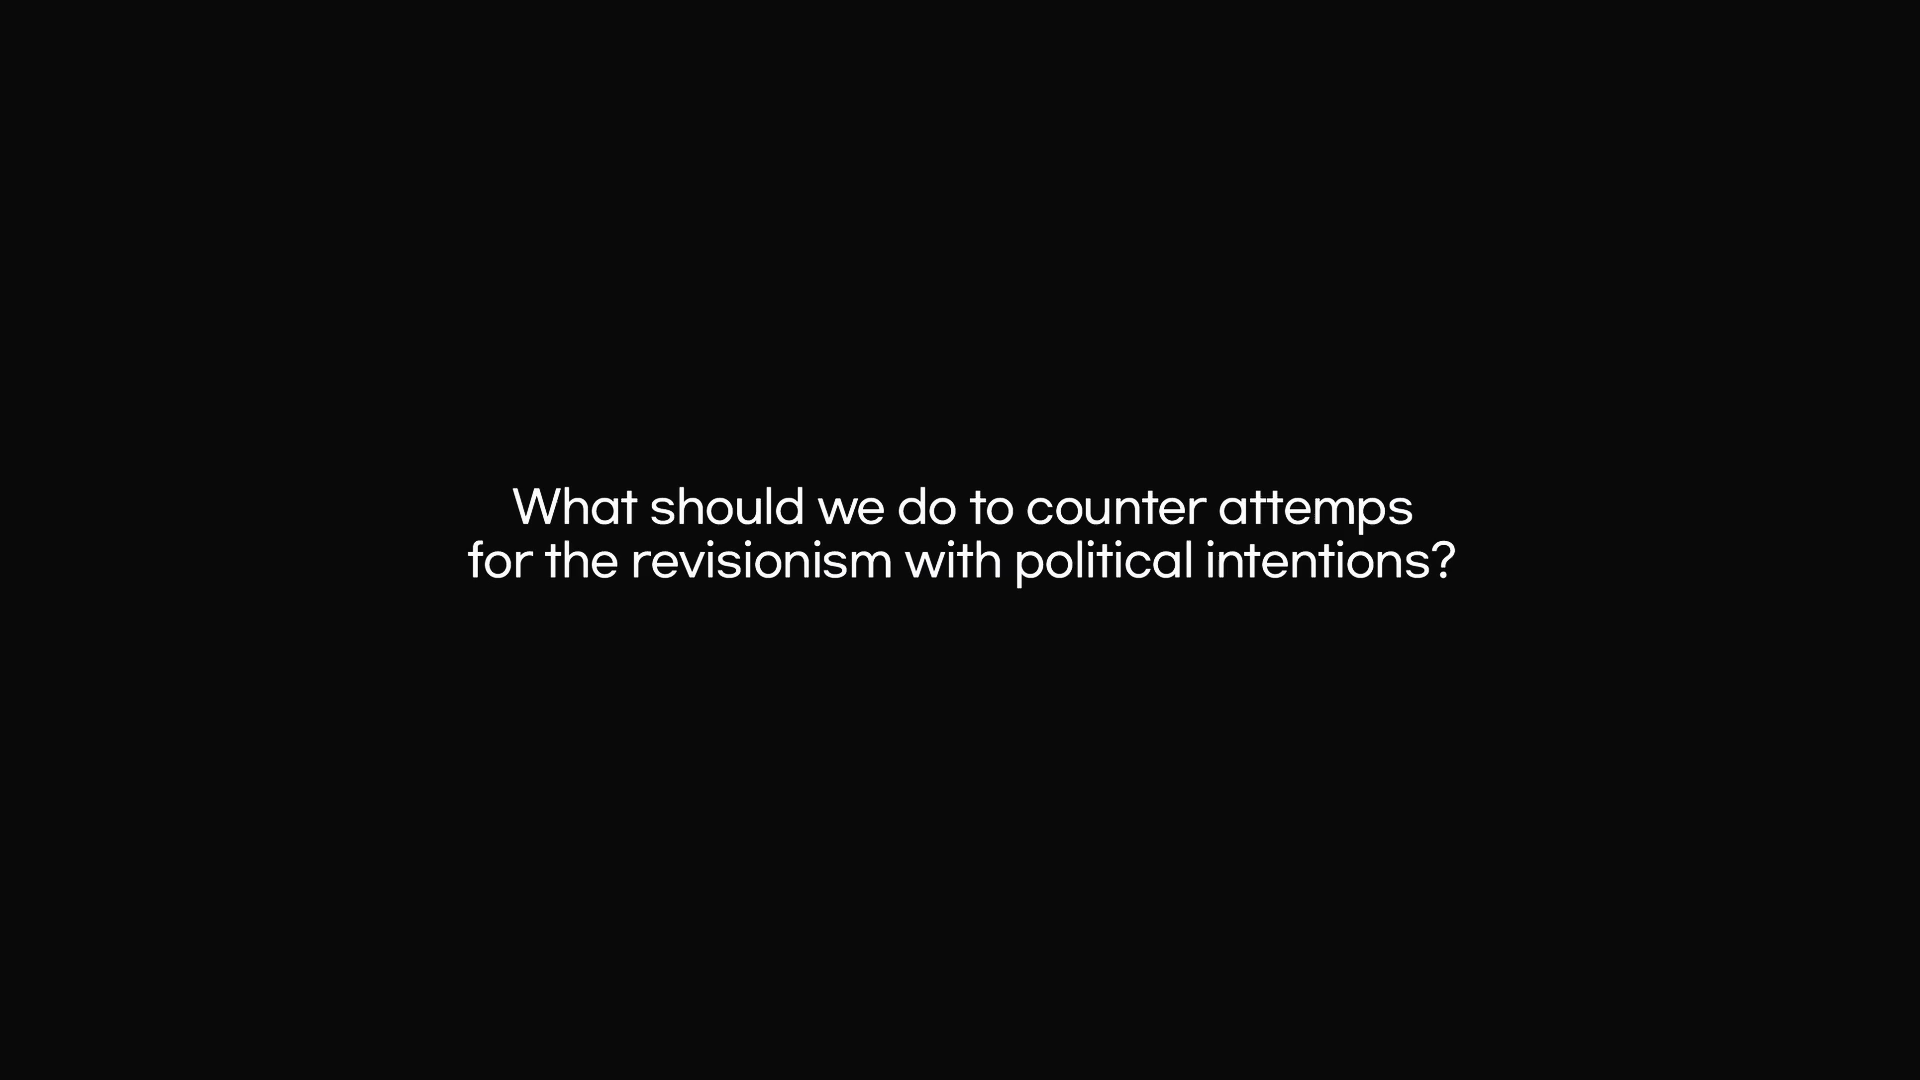 What should we do to counter attemps
for the revisionism with political intentions?